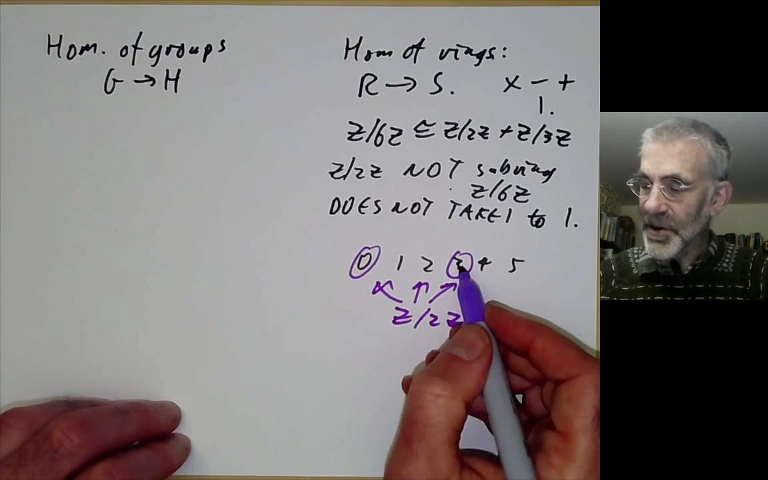 Hom. of groups
G → H
Hom of rings:
R → S. × − +
1.
Z/6Z ≅ Z/2Z + Z/3Z
Z/2Z NOT subring
Z/6Z
DOES NOT TAKE 1 to 1.
0 1 2 3 4 5
Z/2Z